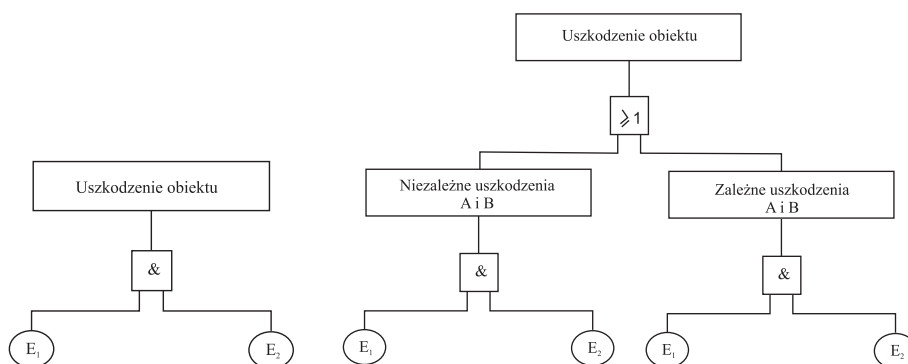 Uszkodzenie obiektu
&
E₁
E₂
Uszkodzenie obiektu
⩾1
Niezależne uszkodzenia
A i B
Zależne uszkodzenia
A i B
&
&
E₁
E₂
E₁
E₂